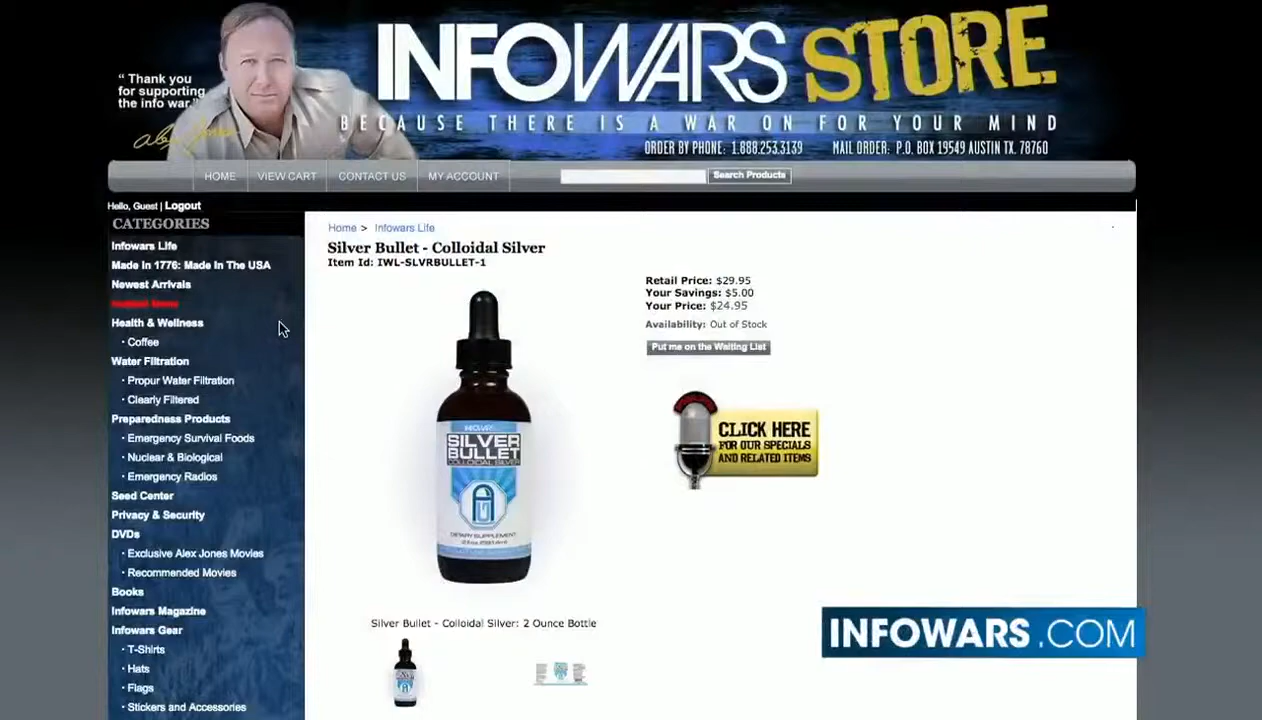 INFOWARS STORE
“ Thank you
for supporting
the info war.”
Alex Jones
BECAUSE THERE IS A WAR ON FOR YOUR MIND
ORDER BY PHONE: 1.888.253.3139 MAIL ORDER: P.O. BOX 19549 AUSTIN TX. 78760
HOME VIEW CART CONTACT US MY ACCOUNT Search Products
Hello, Guest | Logout
CATEGORIES
Infowars Life
Made In 1776: Made In The USA
Newest Arrivals
Health & Wellness
· Coffee
Water Filtration
· Propur Water Filtration
· Clearly Filtered
Preparedness Products
· Emergency Survival Foods
· Nuclear & Biological
· Emergency Radios
Seed Center
Privacy & Security
DVDs
· Exclusive Alex Jones Movies
· Recommended Movies
Books
Infowars Magazine
Infowars Gear
· T-Shirts
· Hats
· Flags
· Stickers and Accessories
Home > Infowars Life
Silver Bullet - Colloidal Silver
Item Id: IWL-SLVRBULLET-1
Retail Price: $29.95
Your Savings: $5.00
Your Price: $24.95
Availability: Out of Stock
Put me on the Waiting List
CLICK HERE
FOR OUR SPECIALS
AND RELATED ITEMS
SILVER
BULLET
COLLOIDAL SILVER
DIETARY SUPPLEMENT
Silver Bullet - Colloidal Silver: 2 Ounce Bottle
INFOWARS.COM